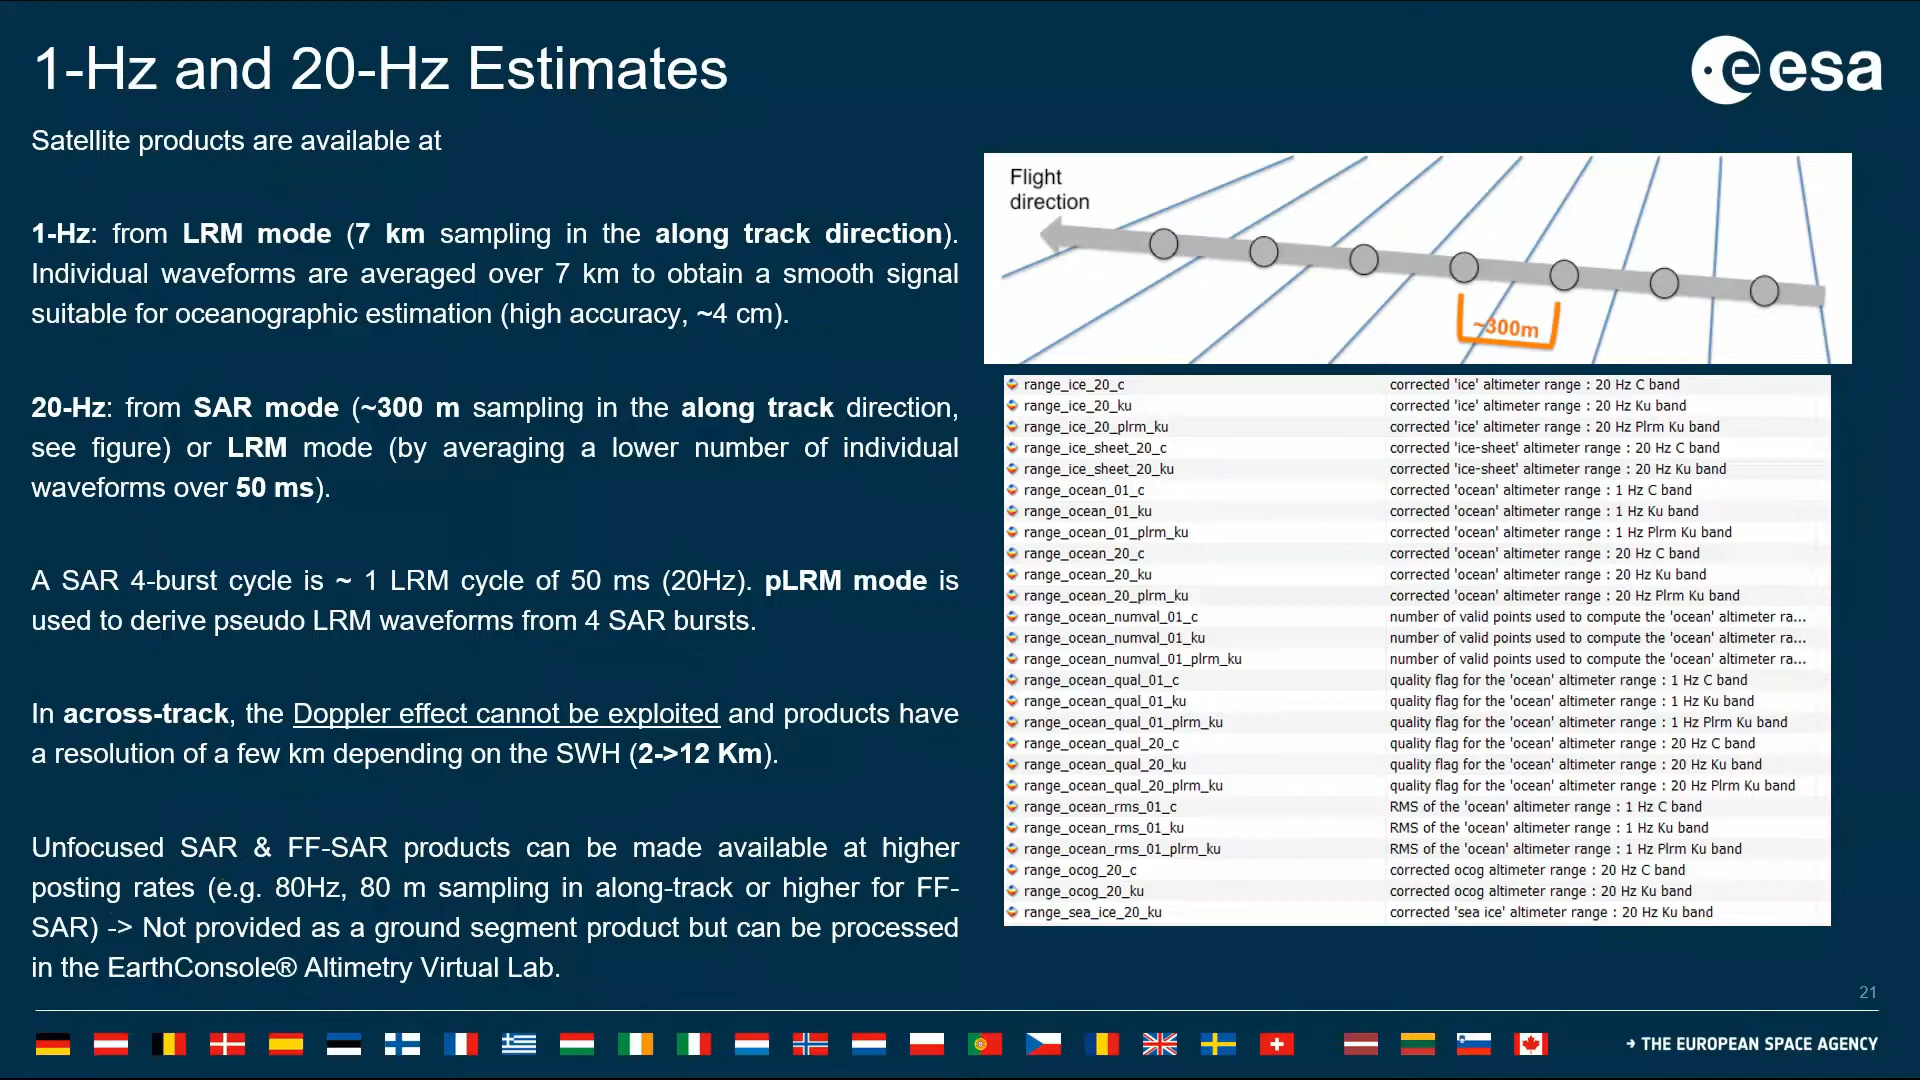 1-Hz and 20-Hz Estimates
esa
Satellite products are available at
1-Hz: from LRM mode (7 km sampling in the along track direction).
Individual waveforms are averaged over 7 km to obtain a smooth signal
suitable for oceanographic estimation (high accuracy, ~4 cm).
20-Hz: from SAR mode (~300 m sampling in the along track direction,
see figure) or LRM mode (by averaging a lower number of individual
waveforms over 50 ms).
A SAR 4-burst cycle is ~ 1 LRM cycle of 50 ms (20Hz). pLRM mode is
used to derive pseudo LRM waveforms from 4 SAR bursts.
In across-track, the Doppler effect cannot be exploited and products have
a resolution of a few km depending on the SWH (2->12 Km).
Unfocused SAR & FF-SAR products can be made available at higher
posting rates (e.g. 80Hz, 80 m sampling in along-track or higher for FF-
SAR) -> Not provided as a ground segment product but can be processed
in the EarthConsole® Altimetry Virtual Lab.
Flight
direction
~300m
range_ice_20_c corrected 'ice' altimeter range : 20 Hz C band
range_ice_20_ku corrected 'ice' altimeter range : 20 Hz Ku band
range_ice_20_plrm_ku corrected 'ice' altimeter range : 20 Hz Plrm Ku band
range_ice_sheet_20_c corrected 'ice-sheet' altimeter range : 20 Hz C band
range_ice_sheet_20_ku corrected 'ice-sheet' altimeter range : 20 Hz Ku band
range_ocean_01_c corrected 'ocean' altimeter range : 1 Hz C band
range_ocean_01_ku corrected 'ocean' altimeter range : 1 Hz Ku band
range_ocean_01_plrm_ku corrected 'ocean' altimeter range : 1 Hz Plrm Ku band
range_ocean_20_c corrected 'ocean' altimeter range : 20 Hz C band
range_ocean_20_ku corrected 'ocean' altimeter range : 20 Hz Ku band
range_ocean_20_plrm_ku corrected 'ocean' altimeter range : 20 Hz Plrm Ku band
range_ocean_numval_01_c number of valid points used to compute the 'ocean' altimeter ra...
range_ocean_numval_01_ku number of valid points used to compute the 'ocean' altimeter ra...
range_ocean_numval_01_plrm_ku number of valid points used to compute the 'ocean' altimeter ra...
range_ocean_qual_01_c quality flag for the 'ocean' altimeter range : 1 Hz C band
range_ocean_qual_01_ku quality flag for the 'ocean' altimeter range : 1 Hz Ku band
range_ocean_qual_01_plrm_ku quality flag for the 'ocean' altimeter range : 1 Hz Plrm Ku band
range_ocean_qual_20_c quality flag for the 'ocean' altimeter range : 20 Hz C band
range_ocean_qual_20_ku quality flag for the 'ocean' altimeter range : 20 Hz Ku band
range_ocean_qual_20_plrm_ku quality flag for the 'ocean' altimeter range : 20 Hz Plrm Ku band
range_ocean_rms_01_c RMS of the 'ocean' altimeter range : 1 Hz C band
range_ocean_rms_01_ku RMS of the 'ocean' altimeter range : 1 Hz Ku band
range_ocean_rms_01_plrm_ku RMS of the 'ocean' altimeter range : 1 Hz Plrm Ku band
range_ocog_20_c corrected ocog altimeter range : 20 Hz C band
range_ocog_20_ku corrected ocog altimeter range : 20 Hz Ku band
range_sea_ice_20_ku corrected 'sea ice' altimeter range : 20 Hz Ku band
21
→ THE EUROPEAN SPACE AGENCY